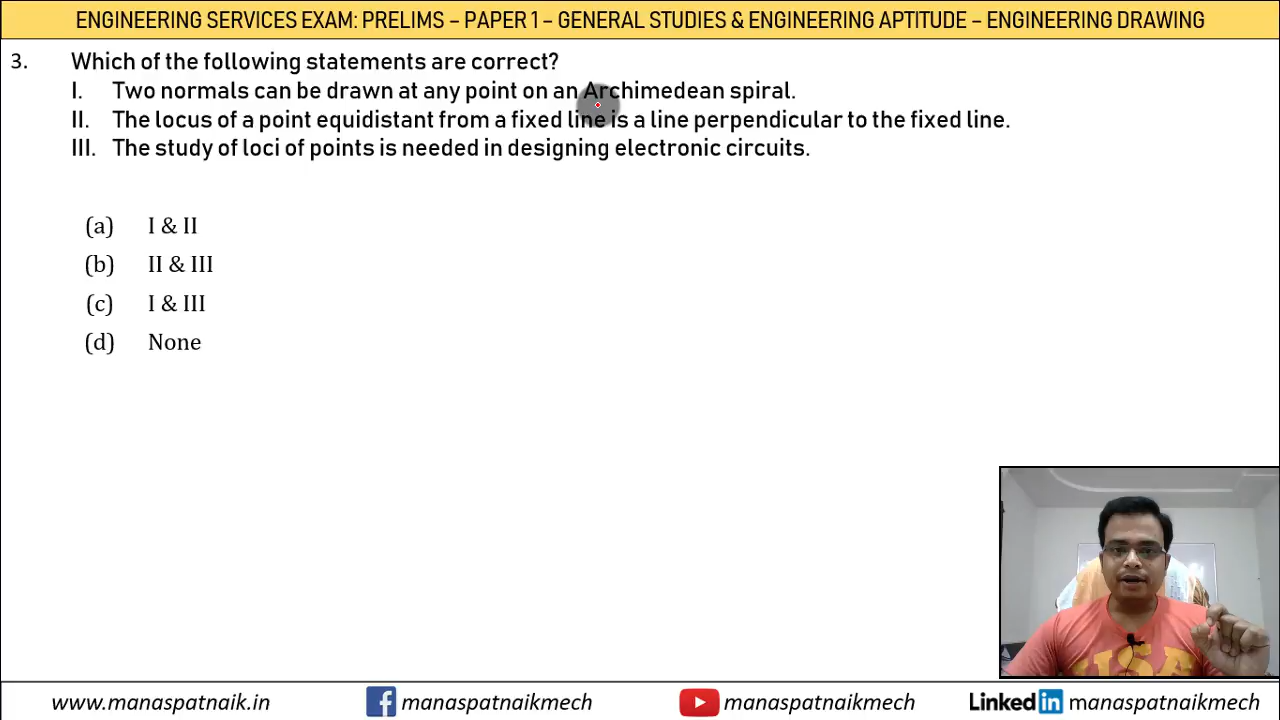 ENGINEERING SERVICES EXAM: PRELIMS – PAPER 1 – GENERAL STUDIES & ENGINEERING APTITUDE – ENGINEERING DRAWING
3. Which of the following statements are correct?
I. Two normals can be drawn at any point on an Archimedean spiral.
II. The locus of a point equidistant from a fixed line is a line perpendicular to the fixed line.
III. The study of loci of points is needed in designing electronic circuits.
(a) I & II
(b) II & III
(c) I & III
(d) None
www.manaspatnaik.in manaspatnaikmech manaspatnaikmech Linked in manaspatnaikmech